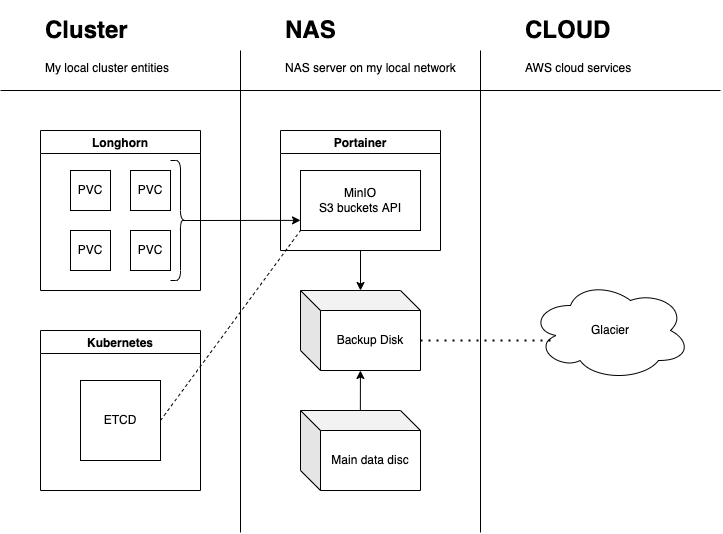 Cluster
NAS
CLOUD
My local cluster entities
NAS server on my local network
AWS cloud services
Longhorn
PVC
PVC
PVC
PVC
Portainer
MinIO
S3 buckets API
Backup Disk
Glacier
Kubernetes
ETCD
Main data disc